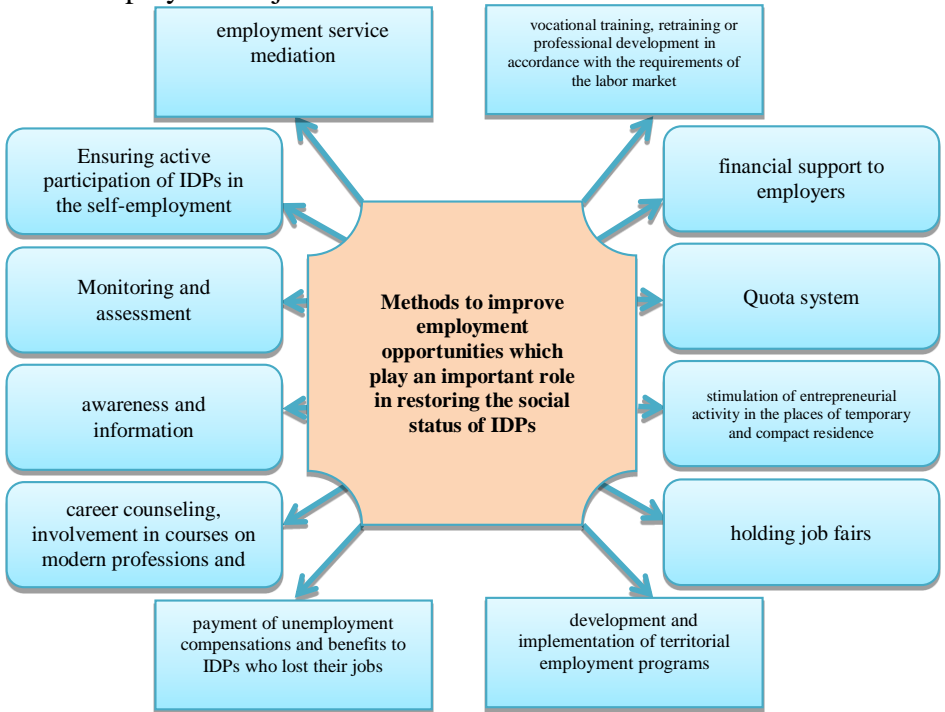 employment service
mediation
vocational training, retraining or
professional development in
accordance with the requirements of
the labor market
Ensuring active
participation of IDPs in
the self-employment
financial support to
employers
Monitoring and
assessment
Quota system
Methods to improve
employment
opportunities which
play an important role
in restoring the social
status of IDPs
awareness and
information
stimulation of entrepreneurial
activity in the places of temporary
and compact residence
career counseling,
involvement in courses on
modern professions and
holding job fairs
payment of unemployment
compensations and benefits to
IDPs who lost their jobs
development and
implementation of territorial
employment programs